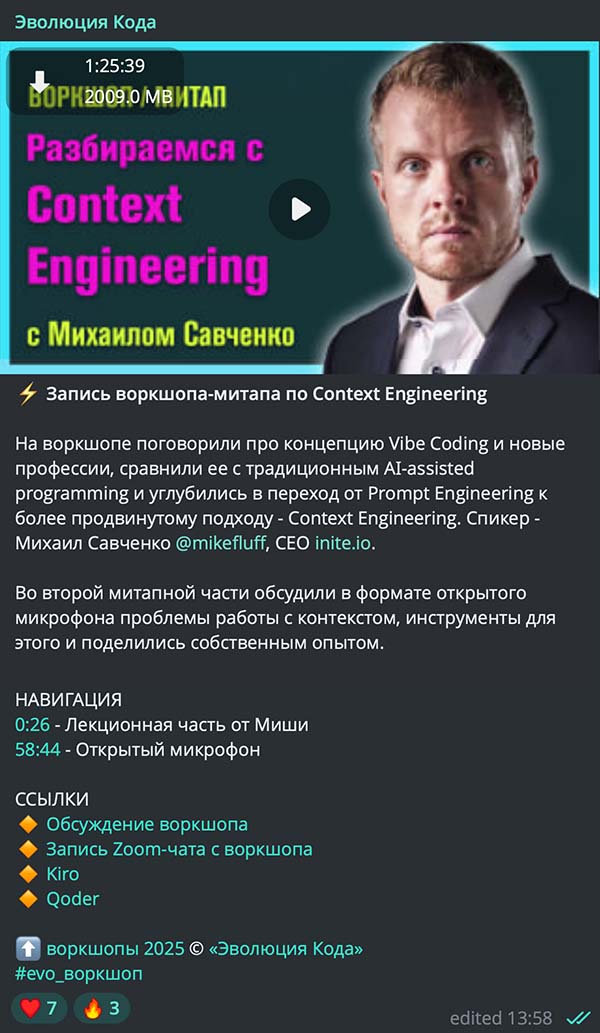 Эволюция Кода
1:25:39
2009.0 MB
ВОРКШОП / МИТАП
Разбираемся с
Context
Engineering
с Михаилом Савченко
⚡ Запись воркшопа-митапа по Context Engineering
На воркшопе поговорили про концепцию Vibe Coding и новые
профессии, сравнили ее с традиционным AI-assisted
programming и углубились в переход от Prompt Engineering к
более продвинутому подходу - Context Engineering. Спикер -
Михаил Савченко @mikefluff, CEO inite.io.
Во второй митапной части обсудили в формате открытого
микрофона проблемы работы с контекстом, инструменты для
этого и поделились собственным опытом.
НАВИГАЦИЯ
0:26 - Лекционная часть от Миши
58:44 - Открытый микрофон
ССЫЛКИ
🔶 Обсуждение воркшопа
🔶 Запись Zoom-чата с воркшопа
🔶 Kiro
🔶 Qoder
⬆️ воркшопы 2025 © «Эволюция Кода»
#evo_воркшоп
❤️ 7 🔥 3
edited 13:58